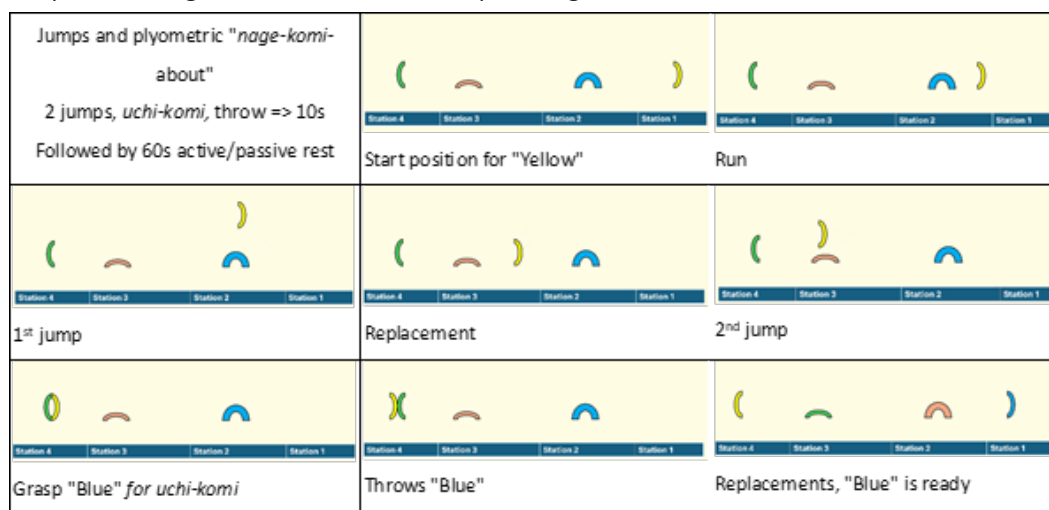 Jumps and plyometric "nage-komi-
about"
2 jumps, uchi-komi, throw => 10s
Followed by 60s active/passive rest
Station 4 Station 3 Station 2 Station 1
Start position for "Yellow"
Station 4 Station 3 Station 2 Station 1
Run
Station 4 Station 3 Station 2 Station 1
1st jump
Station 4 Station 3 Station 2 Station 1
Replacement
Station 4 Station 3 Station 2 Station 1
2nd jump
Station 4 Station 3 Station 2 Station 1
Grasp "Blue" for uchi-komi
Station 4 Station 3 Station 2 Station 1
Throws "Blue"
Station 4 Station 3 Station 2 Station 1
Replacements, "Blue" is ready